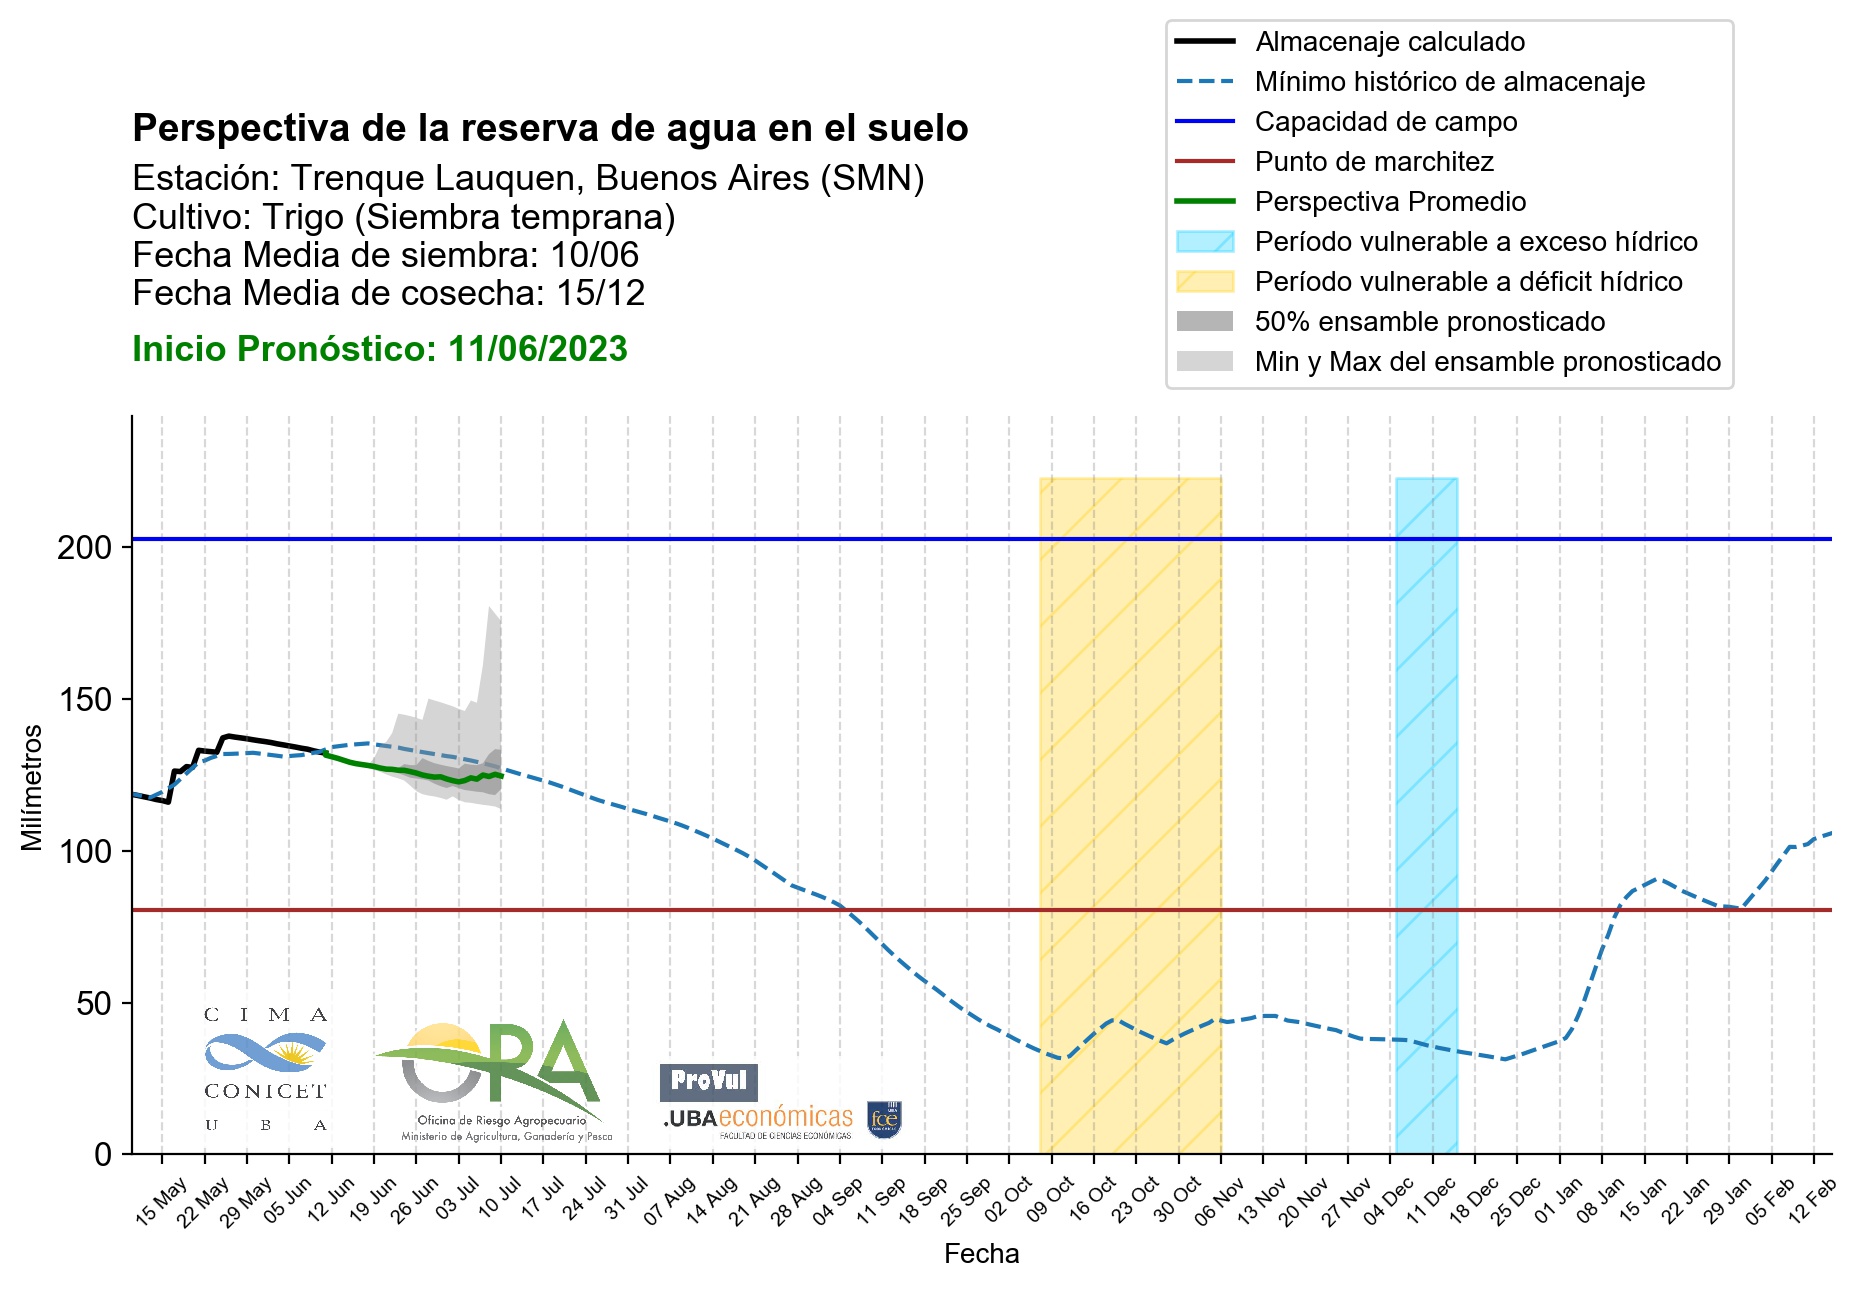 Almacenaje calculado
Mínimo histórico de almacenaje
Capacidad de campo
Punto de marchitez
Perspectiva Promedio
Período vulnerable a exceso hídrico
Período vulnerable a déficit hídrico
50% ensamble pronosticado
Min y Max del ensamble pronosticado
Perspectiva de la reserva de agua en el suelo
Estación: Trenque Lauquen, Buenos Aires (SMN)
Cultivo: Trigo (Siembra temprana)
Fecha Media de siembra: 10/06
Fecha Media de cosecha: 15/12
Inicio Pronóstico: 11/06/2023
Milímetros
200
150
100
50
0
CIMA
CONICET
UBA
ORA
Oficina de Riesgo Agropecuario
Ministerio de Agricultura, Ganadería y Pesca
ProVul
.UBAeconómicas
FACULTAD DE CIENCIAS ECONÓMICAS
UBA
fce
15 May
22 May
29 May
05 Jun
12 Jun
19 Jun
26 Jun
03 Jul
10 Jul
17 Jul
24 Jul
31 Jul
07 Aug
14 Aug
21 Aug
28 Aug
04 Sep
11 Sep
18 Sep
25 Sep
02 Oct
09 Oct
16 Oct
23 Oct
30 Oct
06 Nov
13 Nov
20 Nov
27 Nov
04 Dec
11 Dec
18 Dec
25 Dec
01 Jan
08 Jan
15 Jan
22 Jan
29 Jan
05 Feb
12 Feb
Fecha